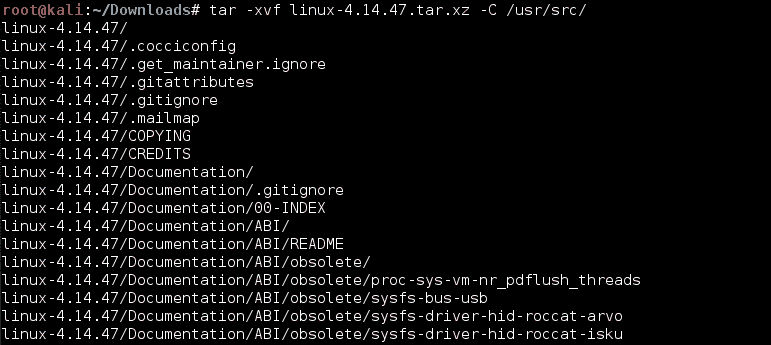 root@kali:~/Downloads# tar -xvf linux-4.14.47.tar.xz -C /usr/src/
linux-4.14.47/
linux-4.14.47/.cocciconfig
linux-4.14.47/.get_maintainer.ignore
linux-4.14.47/.gitattributes
linux-4.14.47/.gitignore
linux-4.14.47/.mailmap
linux-4.14.47/COPYING
linux-4.14.47/CREDITS
linux-4.14.47/Documentation/
linux-4.14.47/Documentation/.gitignore
linux-4.14.47/Documentation/00-INDEX
linux-4.14.47/Documentation/ABI/
linux-4.14.47/Documentation/ABI/README
linux-4.14.47/Documentation/ABI/obsolete/
linux-4.14.47/Documentation/ABI/obsolete/proc-sys-vm-nr_pdflush_threads
linux-4.14.47/Documentation/ABI/obsolete/sysfs-bus-usb
linux-4.14.47/Documentation/ABI/obsolete/sysfs-driver-hid-roccat-arvo
linux-4.14.47/Documentation/ABI/obsolete/sysfs-driver-hid-roccat-isku